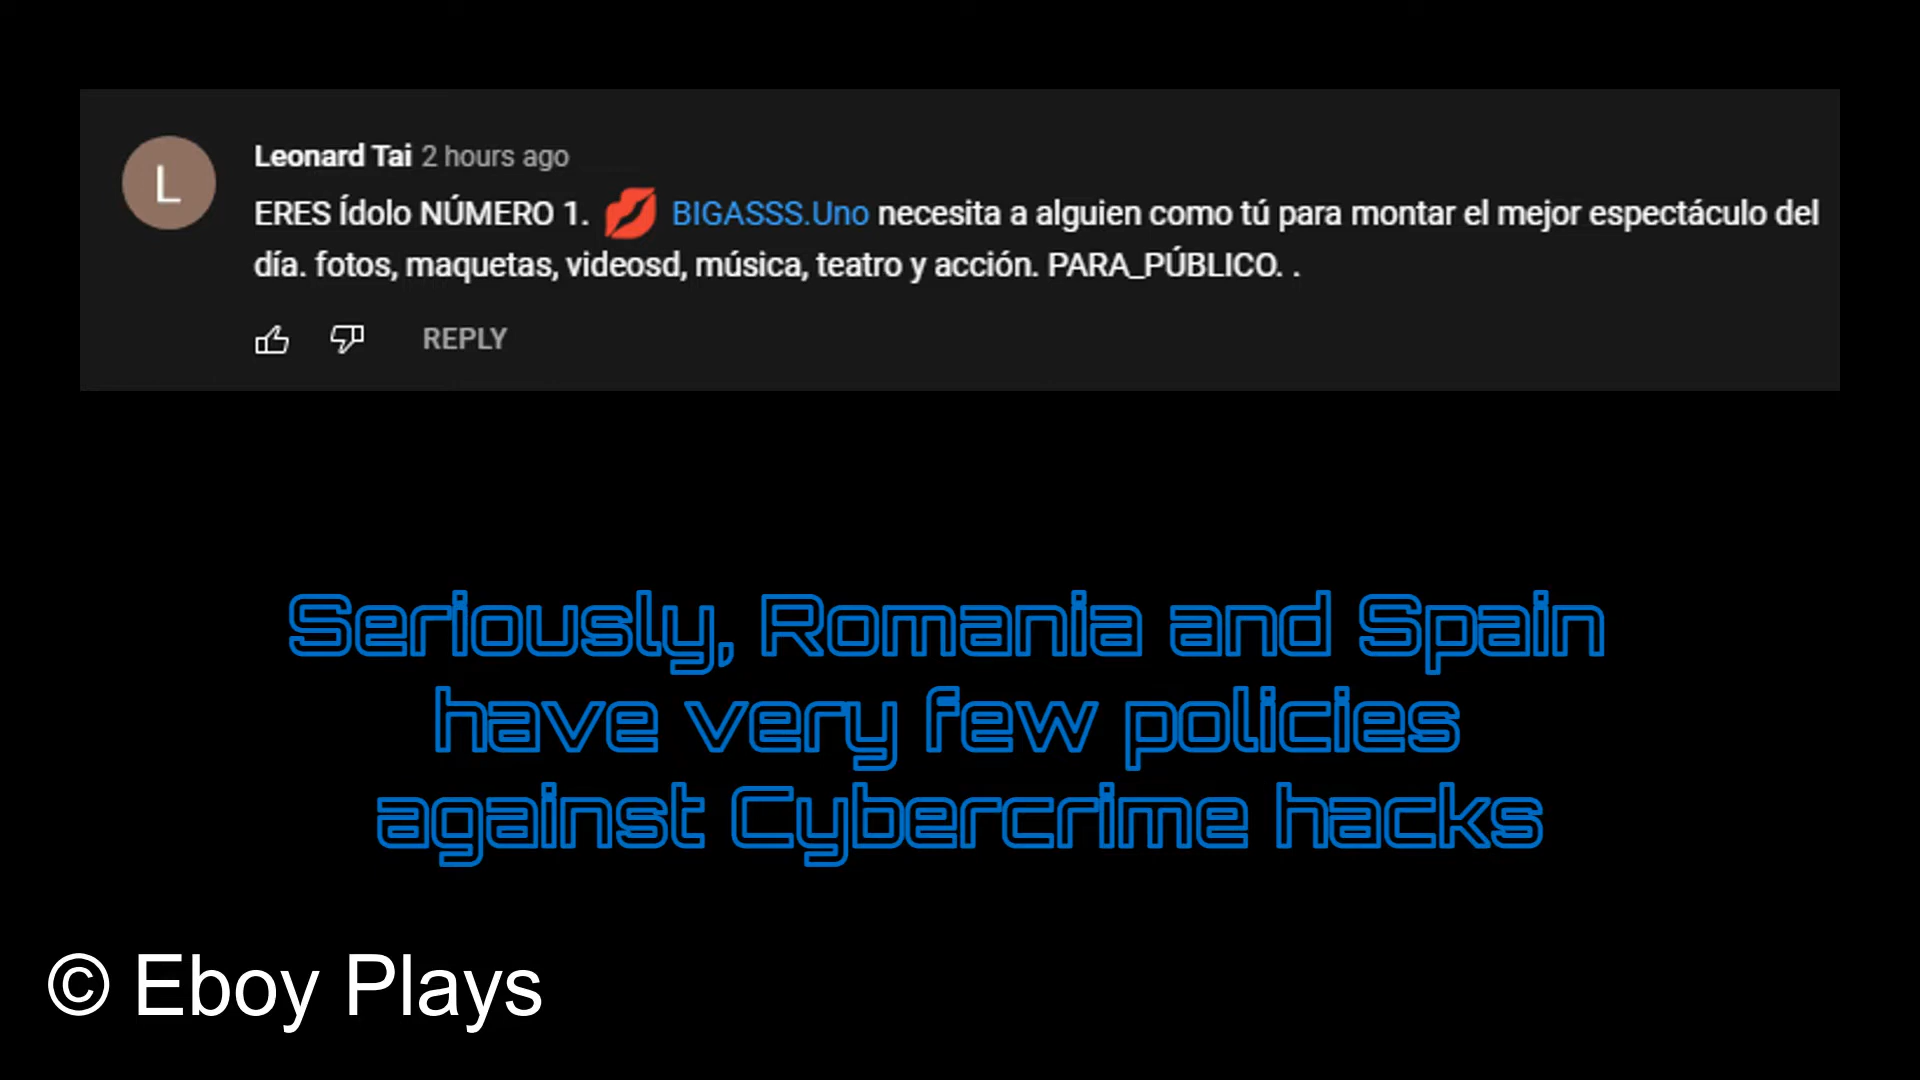 L
Leonard Tai 2 hours ago
ERES ídolo NÚMERO 1. 💋 BIGASSS.Uno necesita a alguien como tú para montar el mejor espectáculo del
día. fotos, maquetas, videosd, música, teatro y acción. PARA_PÚBLICO. .
REPLY
Seriously, Romania and Spain
have very few policies
against Cybercrime hacks
© Eboy Plays